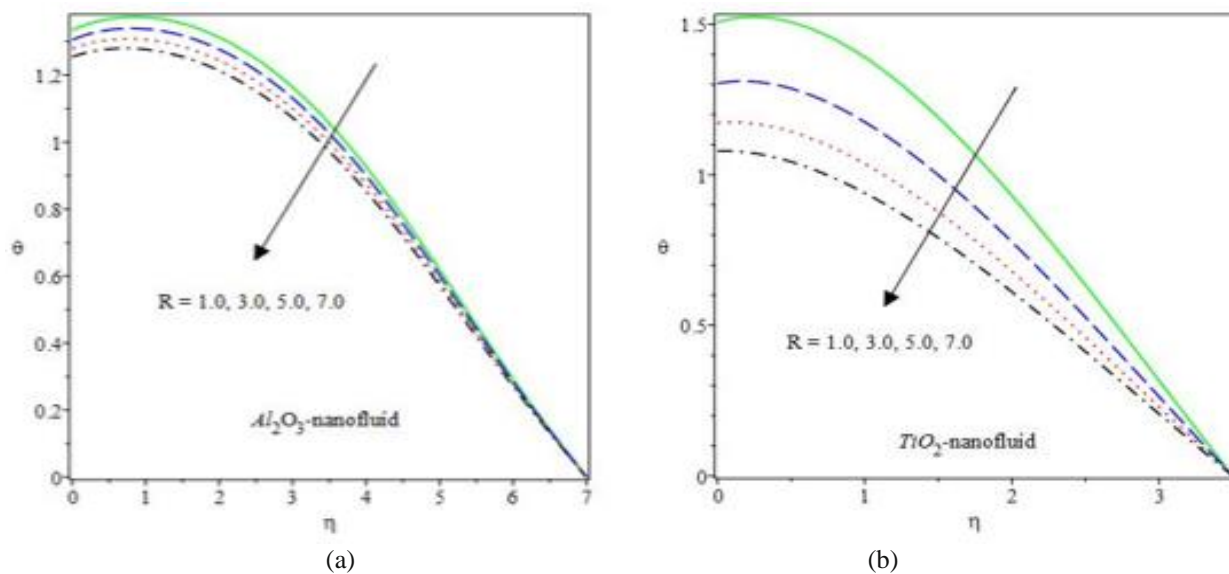 1.2
1
0.8
Θ
0.6
0.4
0.2
0
R = 1.0, 3.0, 5.0, 7.0
Al₂O₃-nanofluid
0 1 2 3 4 5 6 7
η
(a)
1.5
1
Θ
0.5
0
R = 1.0, 3.0, 5.0, 7.0
TiO₂-nanofluid
0 1 2 3
η
(b)